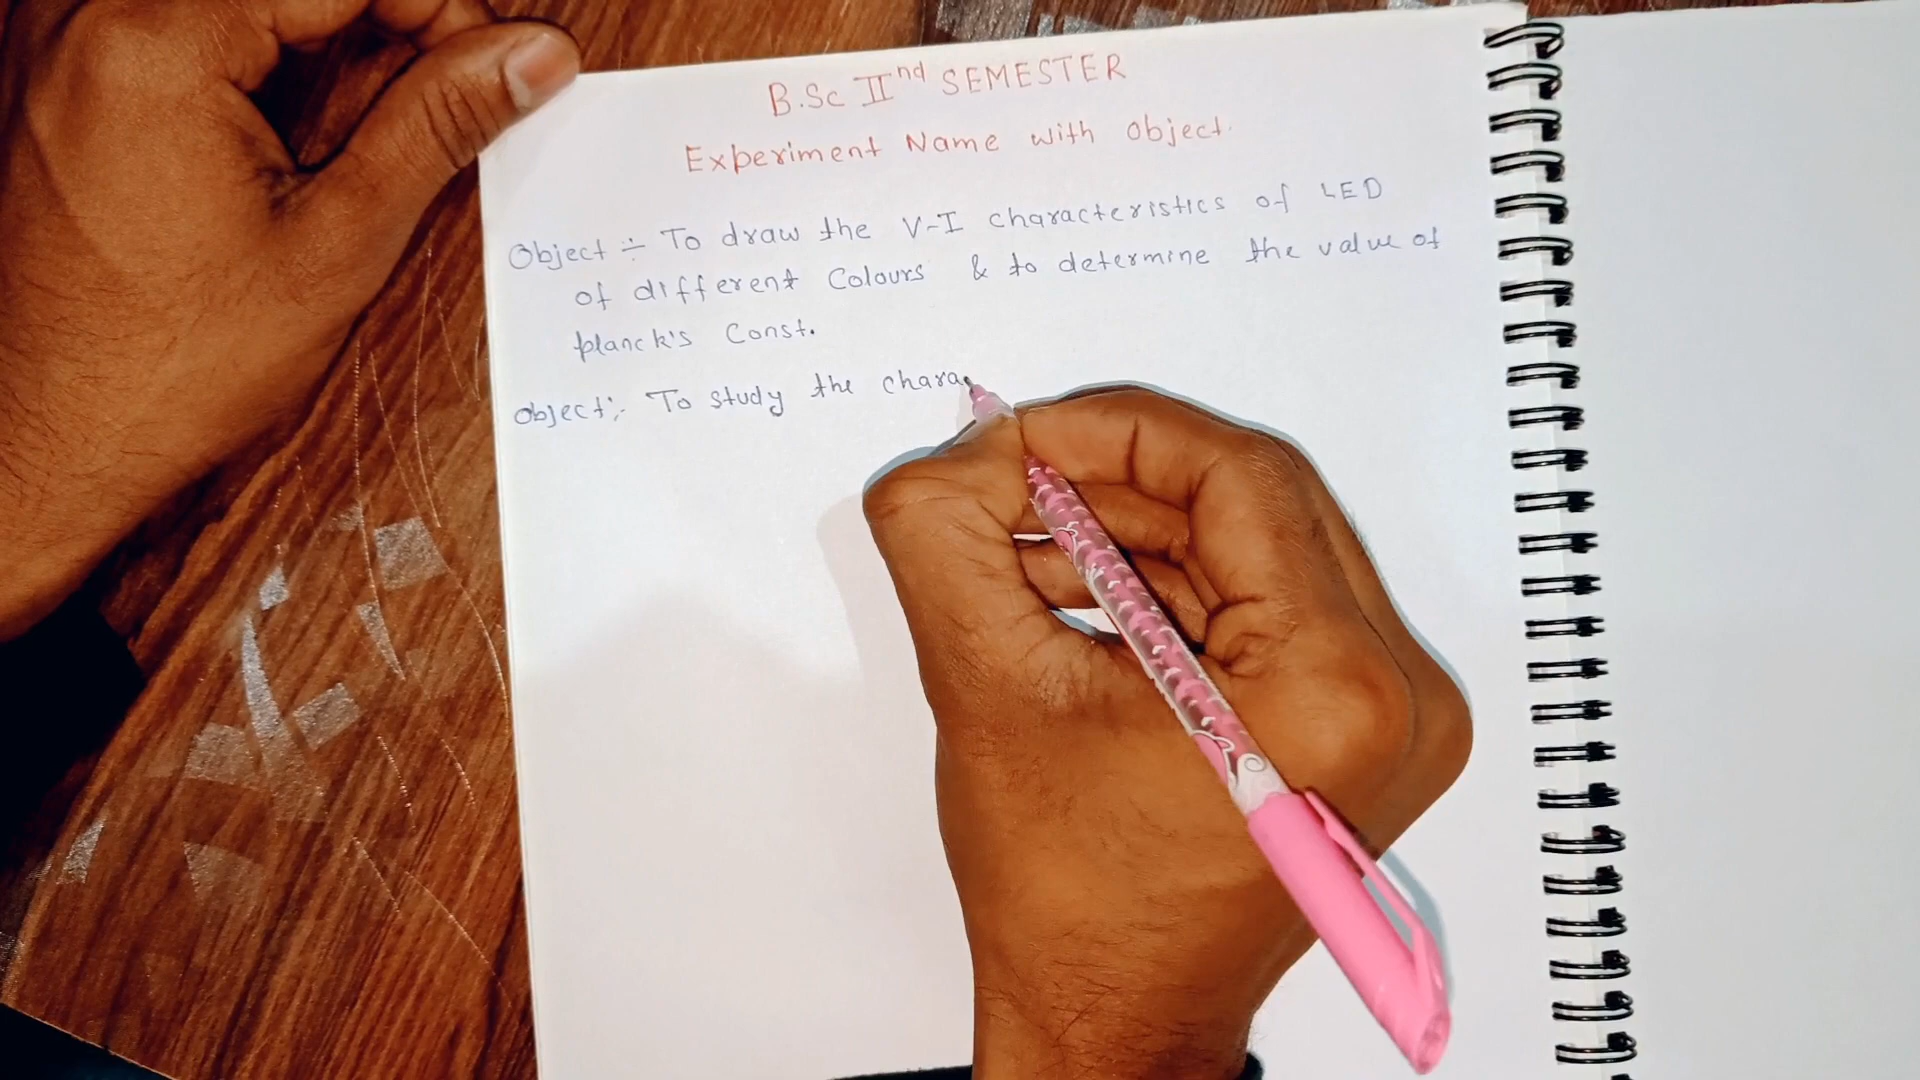 B.Sc IInd SEMESTER
Experiment Name with Object.
Object ÷ To draw the V-I characteristics of LED
of different Colours & to determine the value of
planck's Const.
Object:- To study the chara